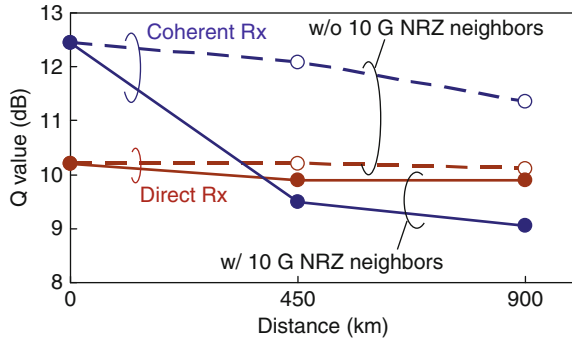 13
12
11
10
9
8
Q value (dB)
Coherent Rx
w/o 10 G NRZ neighbors
Direct Rx
w/ 10 G NRZ neighbors
0
450
900
Distance (km)